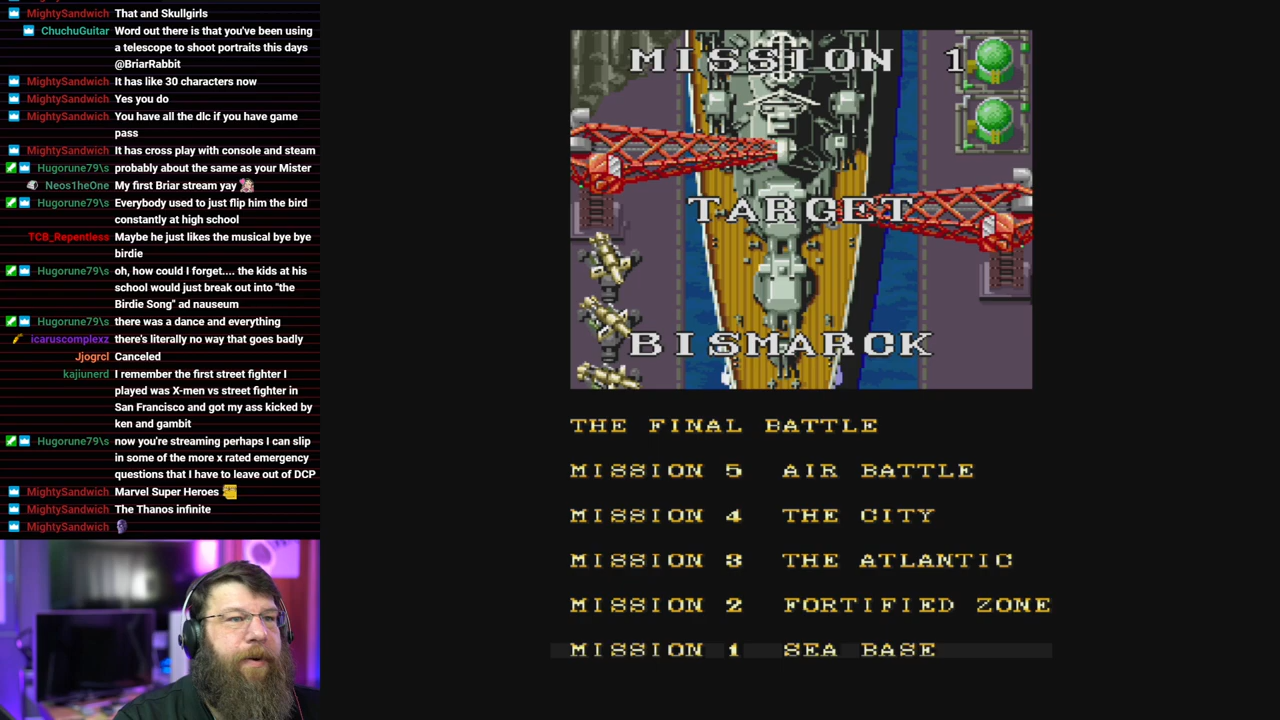 MightySandwich That and Skullgirls
ChuchuGuitar Word out there is that you've been using
a telescope to shoot portraits this days
@BriarRabbit
MightySandwich It has like 30 characters now
MightySandwich Yes you do
MightySandwich You have all the dlc if you have game
pass
MightySandwich It has cross play with console and steam
Hugorune79\s probably about the same as your Mister
Neos1heOne My first Briar stream yay
Hugorune79\s Everybody used to just flip him the bird
constantly at high school
TCB_Repentless Maybe he just likes the musical bye bye
birdie
Hugorune79\s oh, how could I forget.... the kids at his
school would just break out into "the
Birdie Song" ad nauseum
Hugorune79\s there was a dance and everything
icaruscomplexz there's literally no way that goes badly
Jjogrcl Canceled
kajiunerd I remember the first street fighter I
played was X-men vs street fighter in
San Francisco and got my ass kicked by
ken and gambit
Hugorune79\s now you're streaming perhaps I can slip
in some of the more x rated emergency
questions that I have to leave out of DCP
MightySandwich Marvel Super Heroes
MightySandwich The Thanos infinite
MightySandwich
MISSION 1
TARGET
BISMARCK
THE FINAL BATTLE
MISSION 5 AIR BATTLE
MISSION 4 THE CITY
MISSION 3 THE ATLANTIC
MISSION 2 FORTIFIED ZONE
MISSION 1 SEA BASE